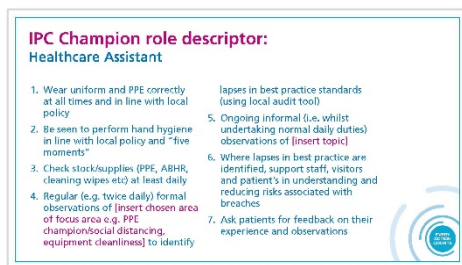 IPC Champion role descriptor:
Healthcare Assistant
1. Wear uniform and PPE correctly
at all times and in line with local
policy
2. Be seen to perform hand hygiene
in line with local policy and "five
moments"
3. Check stock/supplies (PPE, ABHR,
cleaning wipes etc) at least daily
4. Regular (e.g. twice daily) formal
observations of [insert chosen area
of focus area e.g. PPE
champion/social distancing,
equipment cleanliness] to identify
lapses in best practice standards
(using local audit tool)
5. Ongoing informal (i.e. whilst
undertaking normal daily duties)
observations of [insert topic]
6. Where lapses in best practice are
identified, support staff, visitors
and patient's in understanding and
reducing risks associated with
breaches
7. Ask patients for feedback on their
experience and observations
EVERY
ACTION
COUNTS